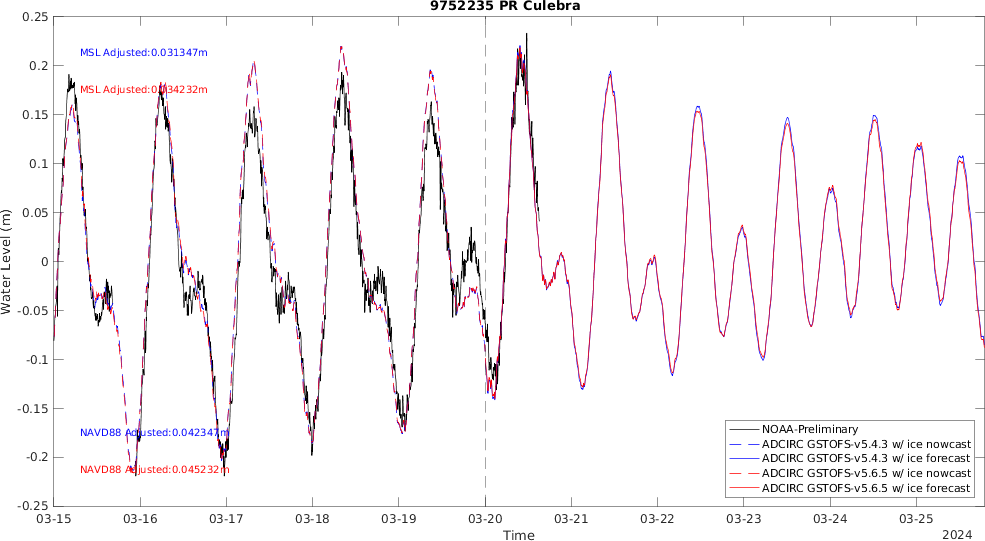 9752235 PR Culebra
0.25
0.2
0.15
0.1
0.05
0
-0.05
-0.1
-0.15
-0.2
-0.25
Water Level (m)
MSL Adjusted:0.031347m
MSL Adjusted:0.034232m
NAVD88 Adjusted:0.042347m
NAVD88 Adjusted:0.045232m
NOAA-Preliminary
ADCIRC GSTOFS-v5.4.3 w/ ice nowcast
ADCIRC GSTOFS-v5.4.3 w/ ice forecast
ADCIRC GSTOFS-v5.6.5 w/ ice nowcast
ADCIRC GSTOFS-v5.6.5 w/ ice forecast
03-15 03-16 03-17 03-18 03-19 03-20 03-21 03-22 03-23 03-24 03-25
Time
2024